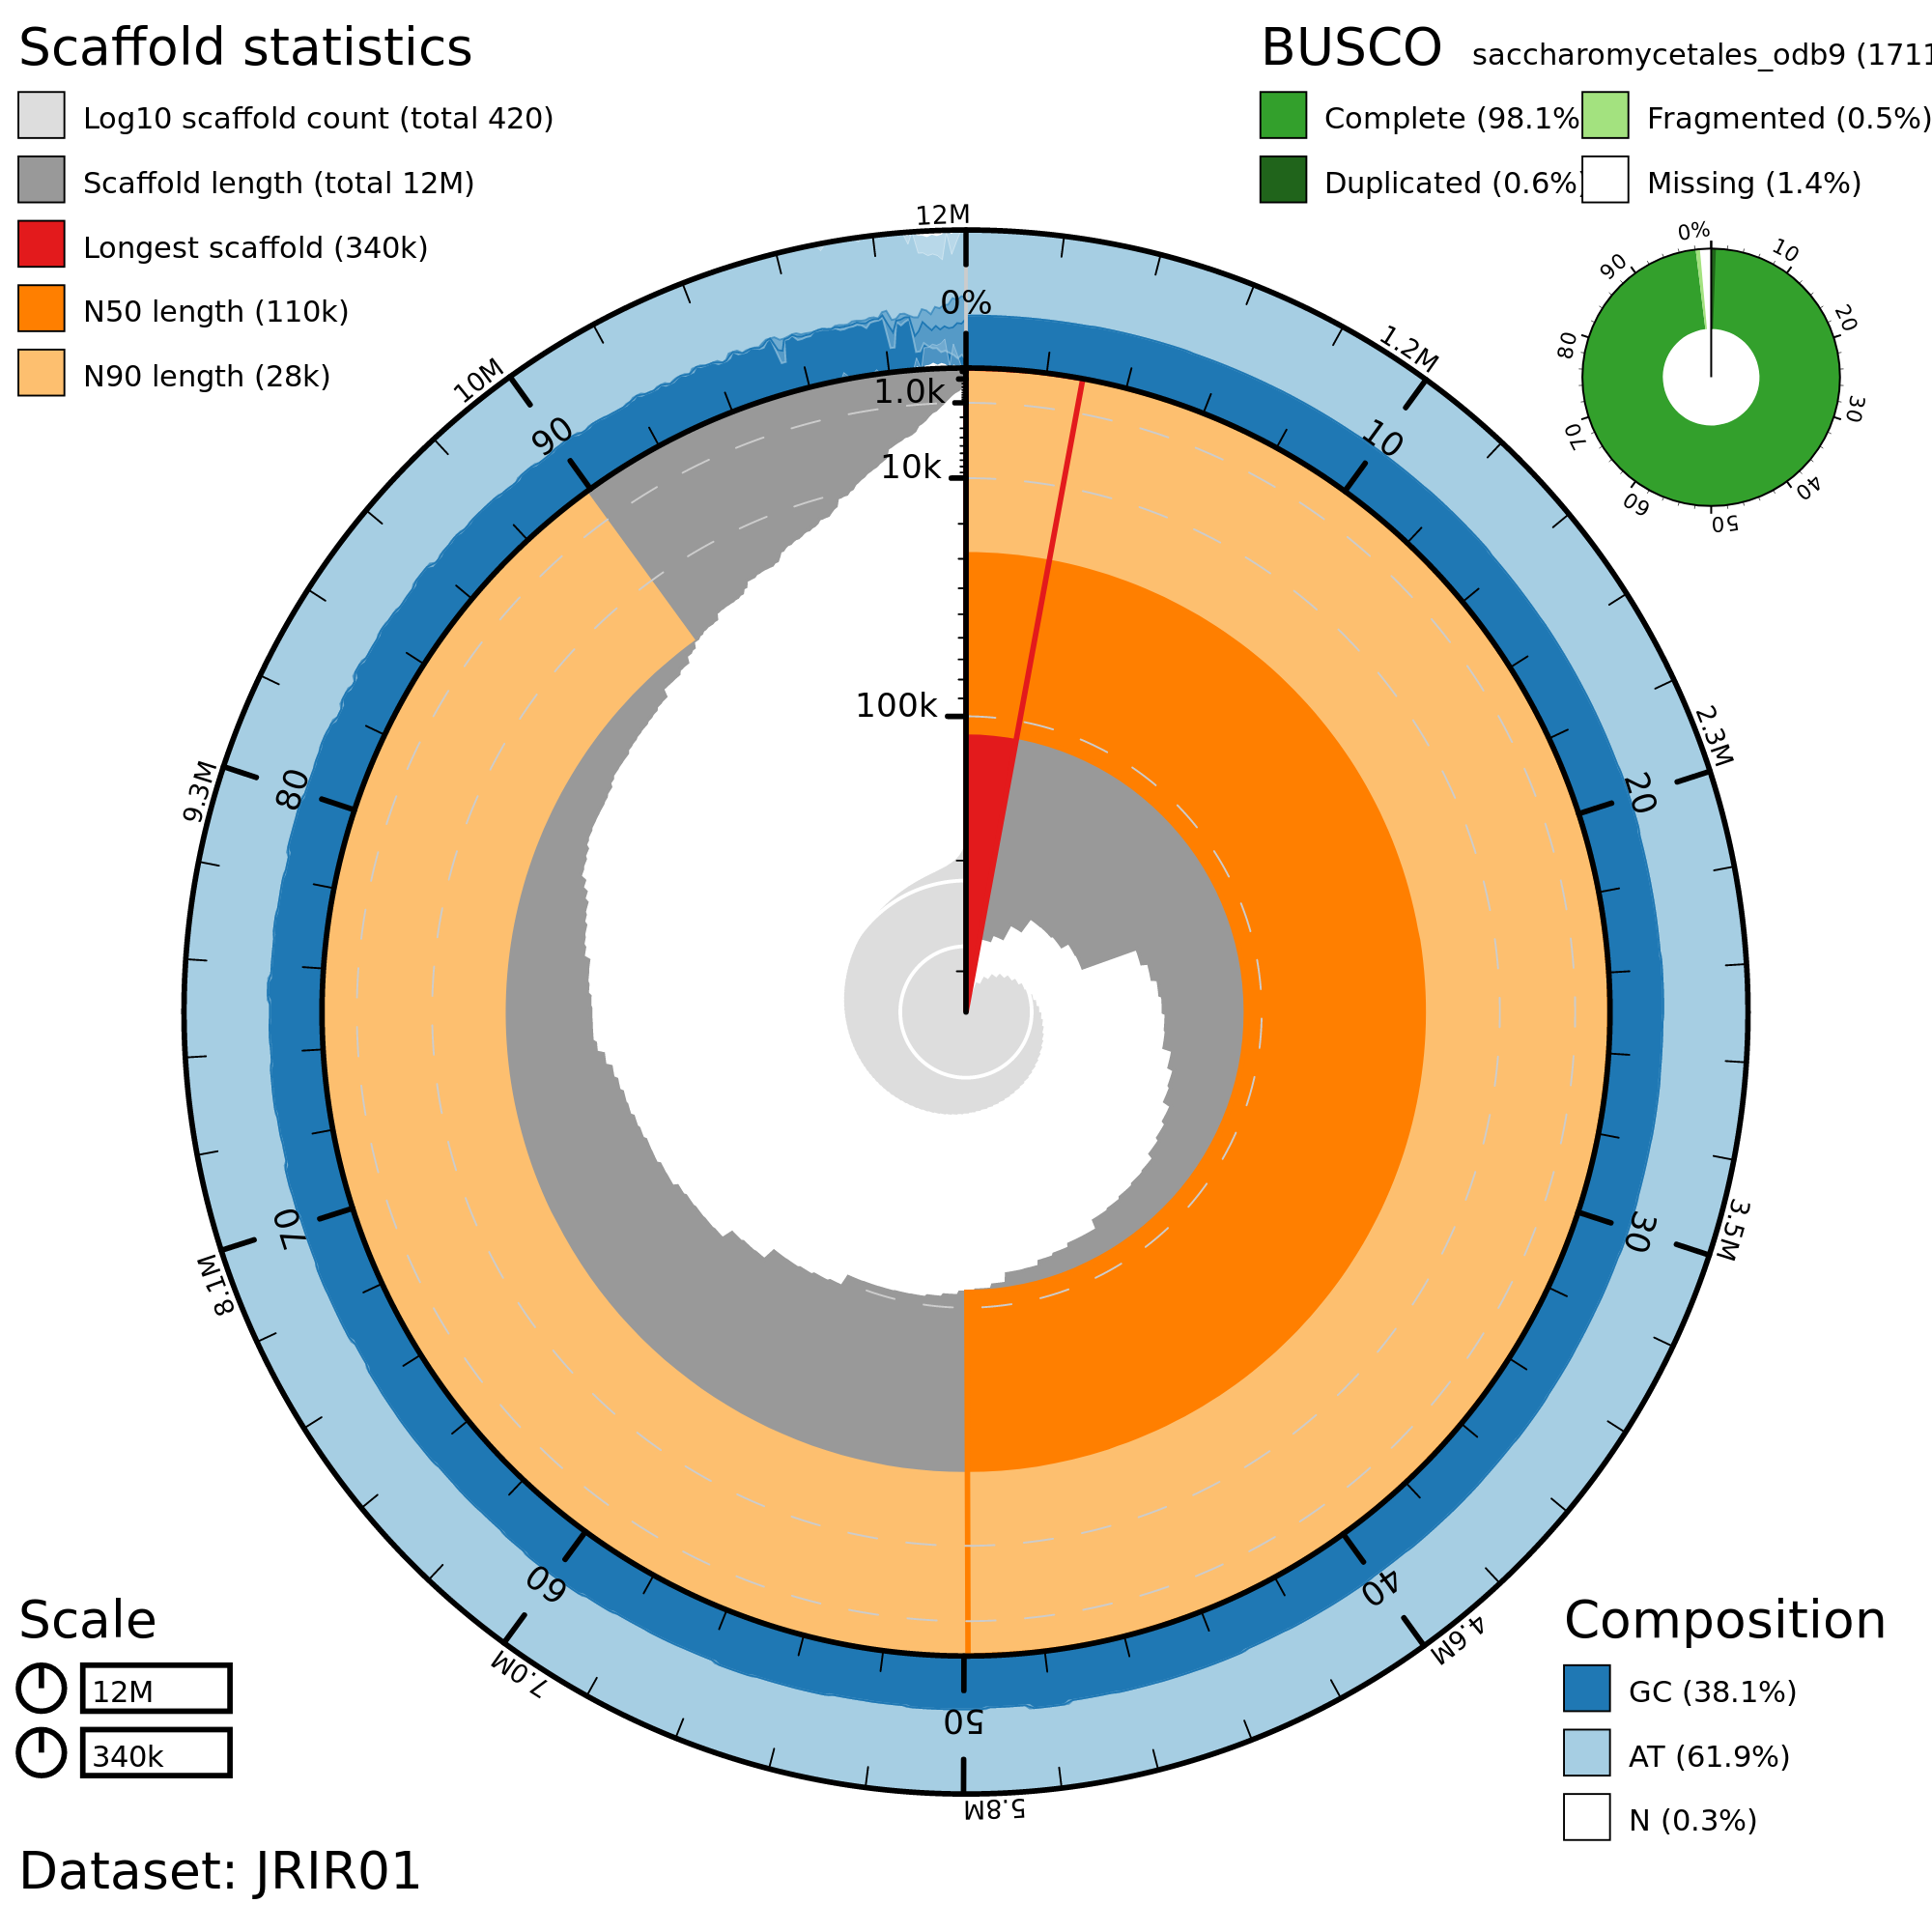 Scaffold statistics
Log10 scaffold count (total 420)
Scaffold length (total 12M)
Longest scaffold (340k)
N50 length (110k)
N90 length (28k)
BUSCO saccharomycetales_odb9 (1711
Complete (98.1%
Fragmented (0.5%)
Duplicated (0.6%)
Missing (1.4%)
0%
10
20
30
40
50
60
70
80
90
12M
1.2M
2.3M
3.5M
4.6M
5.8M
7.0M
8.1M
9.3M
10M
0%
10
20
30
40
50
60
70
80
90
1.0k
10k
100k
Scale
12M
340k
Composition
GC (38.1%)
AT (61.9%)
N (0.3%)
Dataset: JRIR01